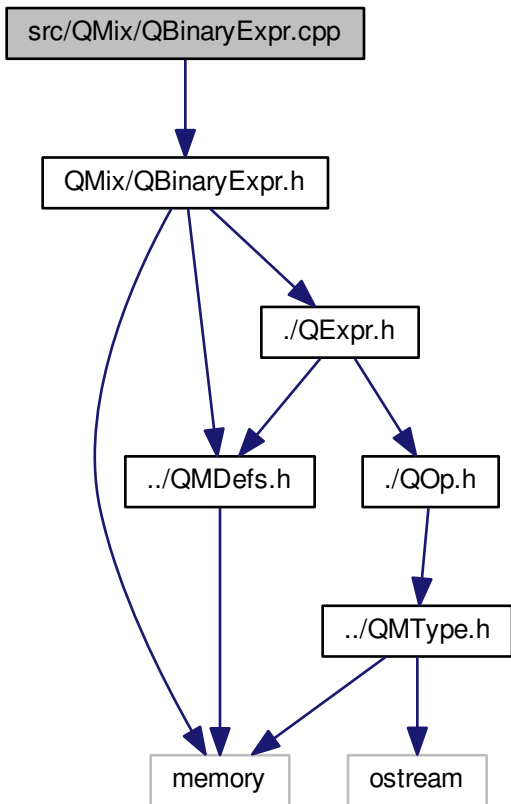 src/QMix/QBinaryExpr.cpp
QMix/QBinaryExpr.h
./QExpr.h
../QMDefs.h
./QOp.h
../QMType.h
memory
ostream